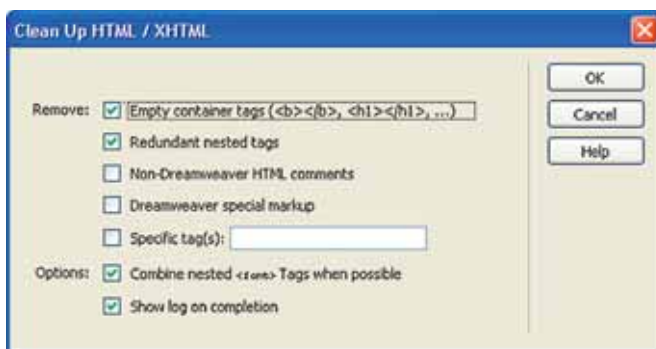 Clean Up HTML / XHTML
OK
Remove: Empty container tags (<b></b>, <h1></h1>, ...)
Cancel
Redundant nested tags
Help
Non-Dreamweaver HTML comments
Dreamweaver special markup
Specific tag(s):
Options: Combine nested <font> Tags when possible
Show log on completion